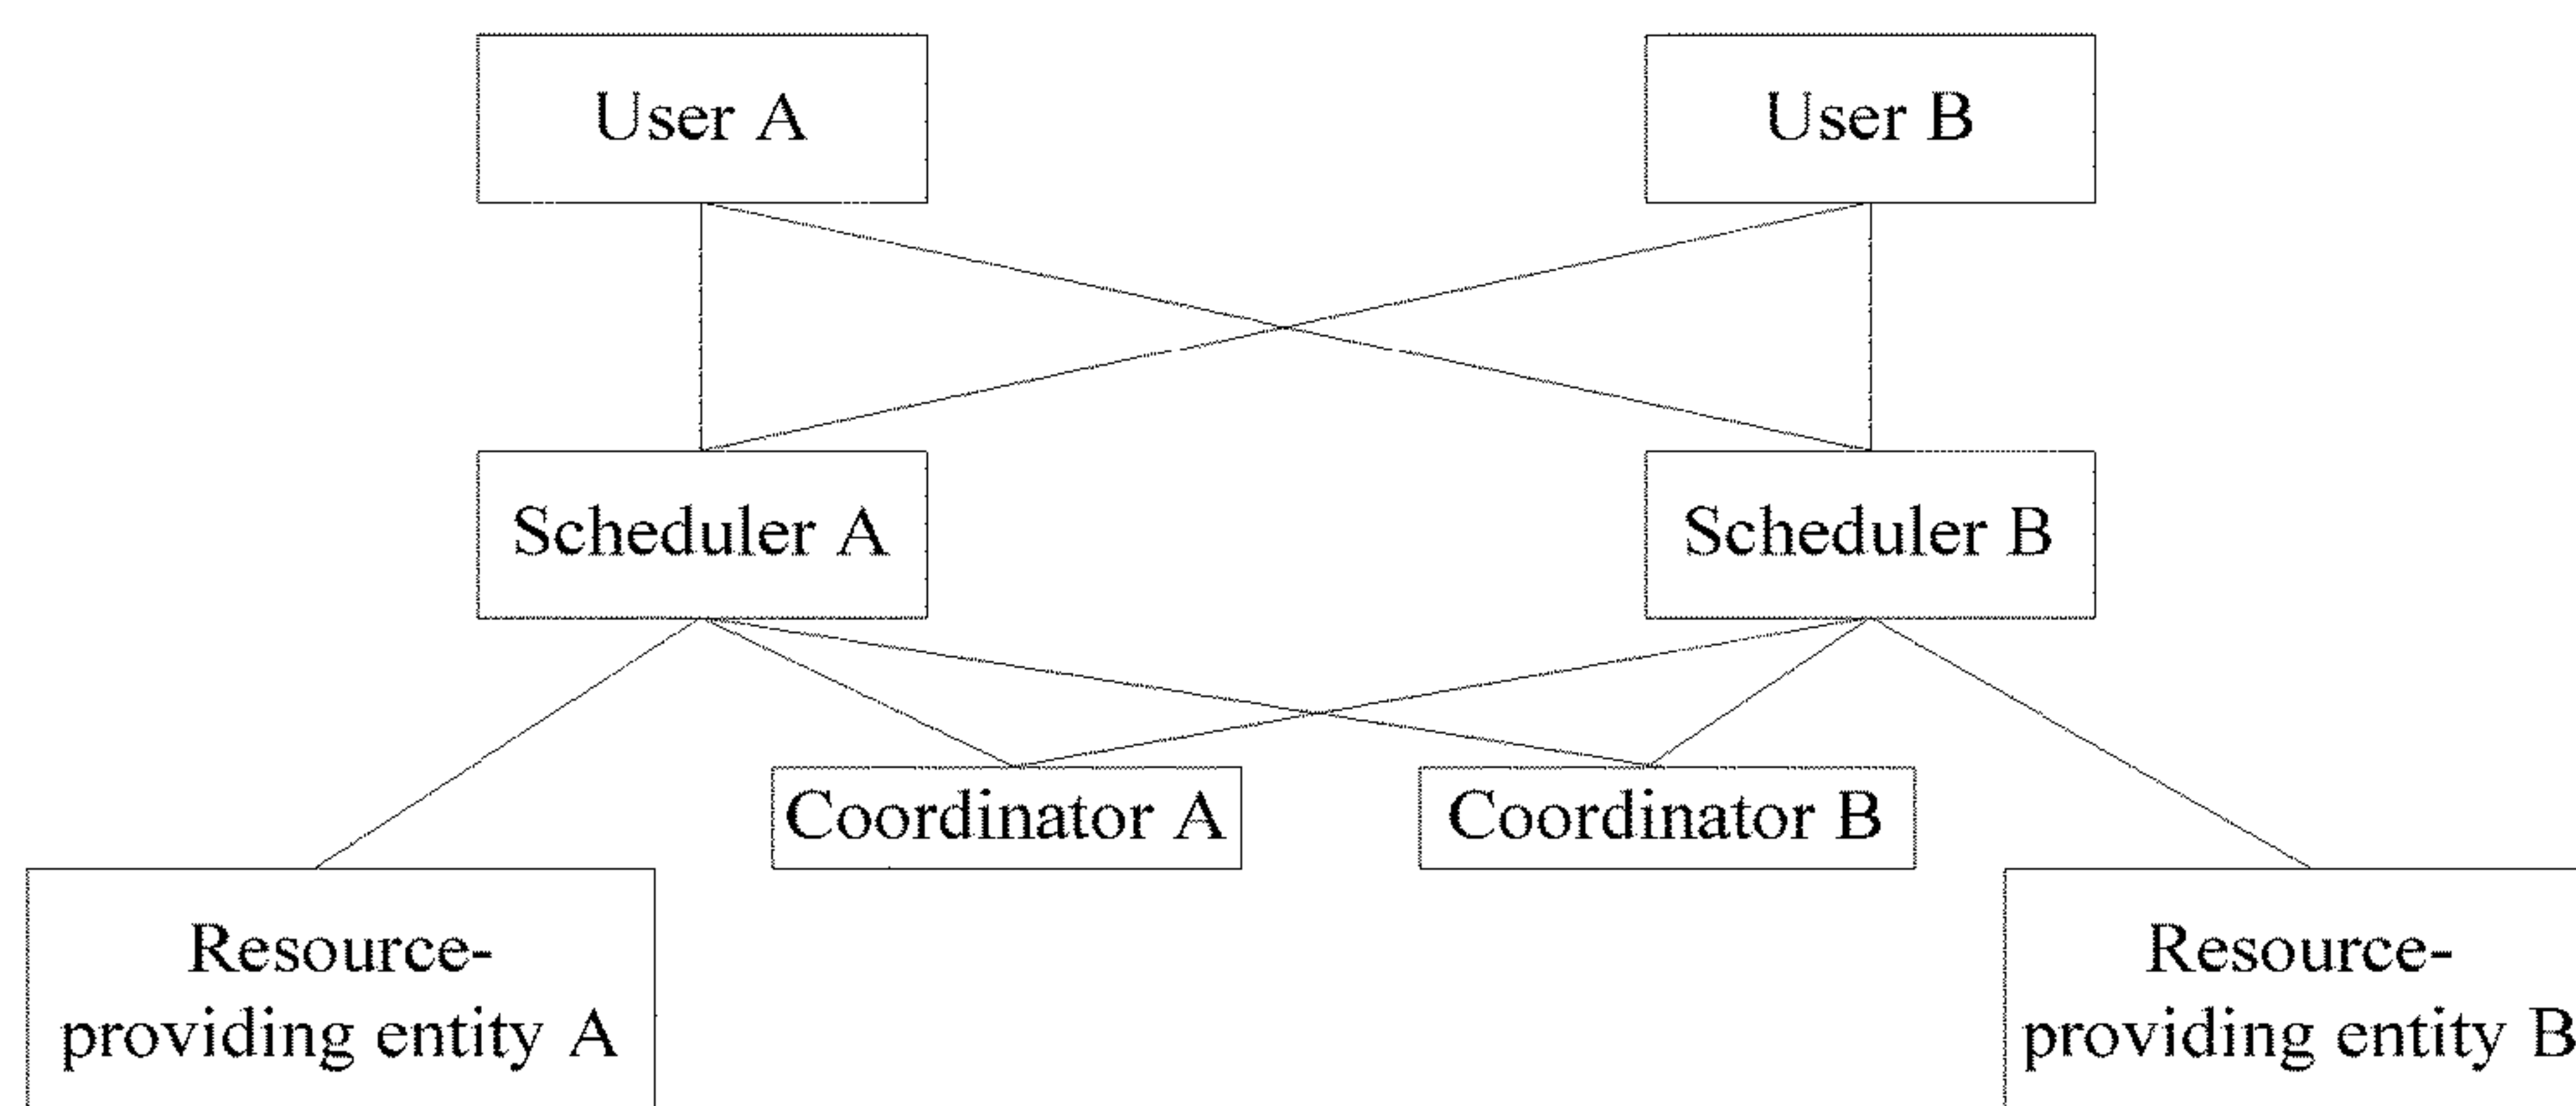 User A
User B
Scheduler A
Scheduler B
Coordinator A
Coordinator B
Resource-
providing entity A
Resource-
providing entity B